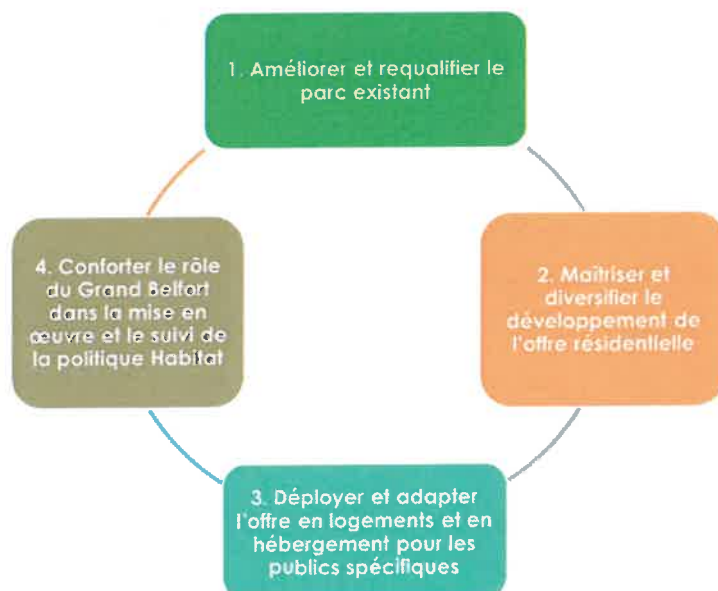 1. Améliorer et requalifier le
parc existant
2. Maîtriser et
diversifier le
développement de
l'offre résidentielle
3. Déployer et adapter
l'offre en logements et en
hébergement pour les
publics spécifiques
4. Conforter le rôle
du Grand Belfort
dans la mise en
œuvre et le suivi de
la politique Habitat